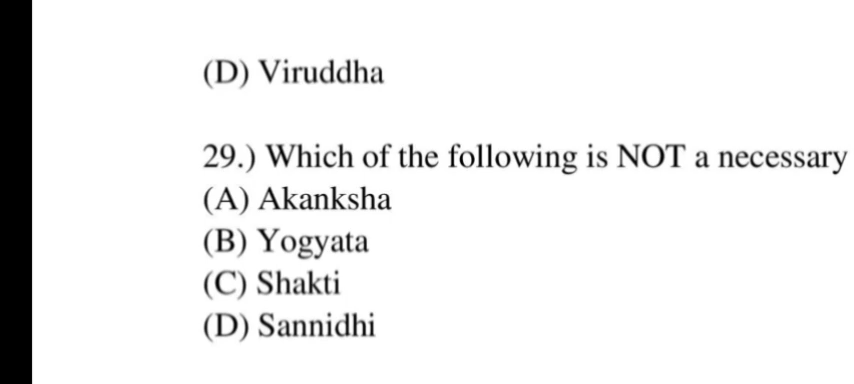 (D) Viruddha
29.) Which of the following is NOT a necessary
(A) Akanksha
(B) Yogyata
(C) Shakti
(D) Sannidhi